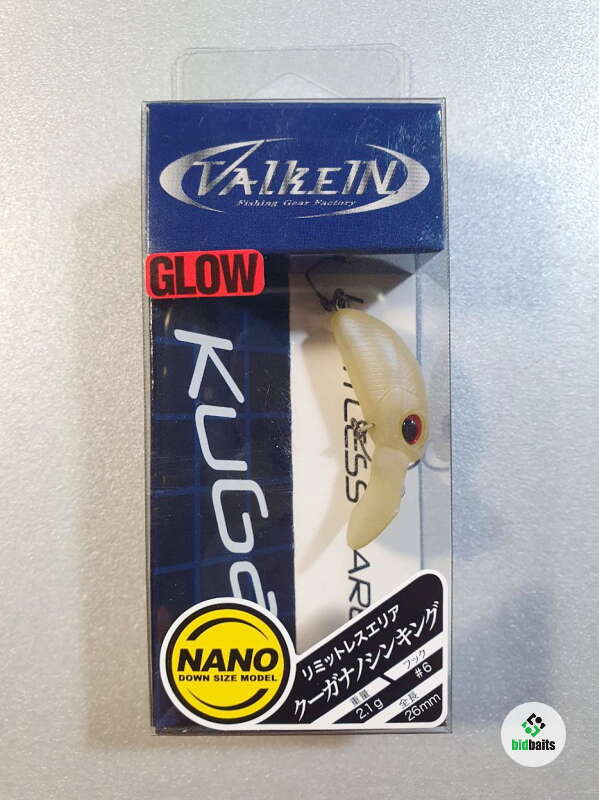 ValkeIN
Fishing Gear Factory
GLOW
KUGa
TLESS ARE
NANO
DOWN SIZE MODEL
リミットレスエリア
クーガナノシンキング
重量
2.1g
フック
#6
全長
26mm
bidbaits